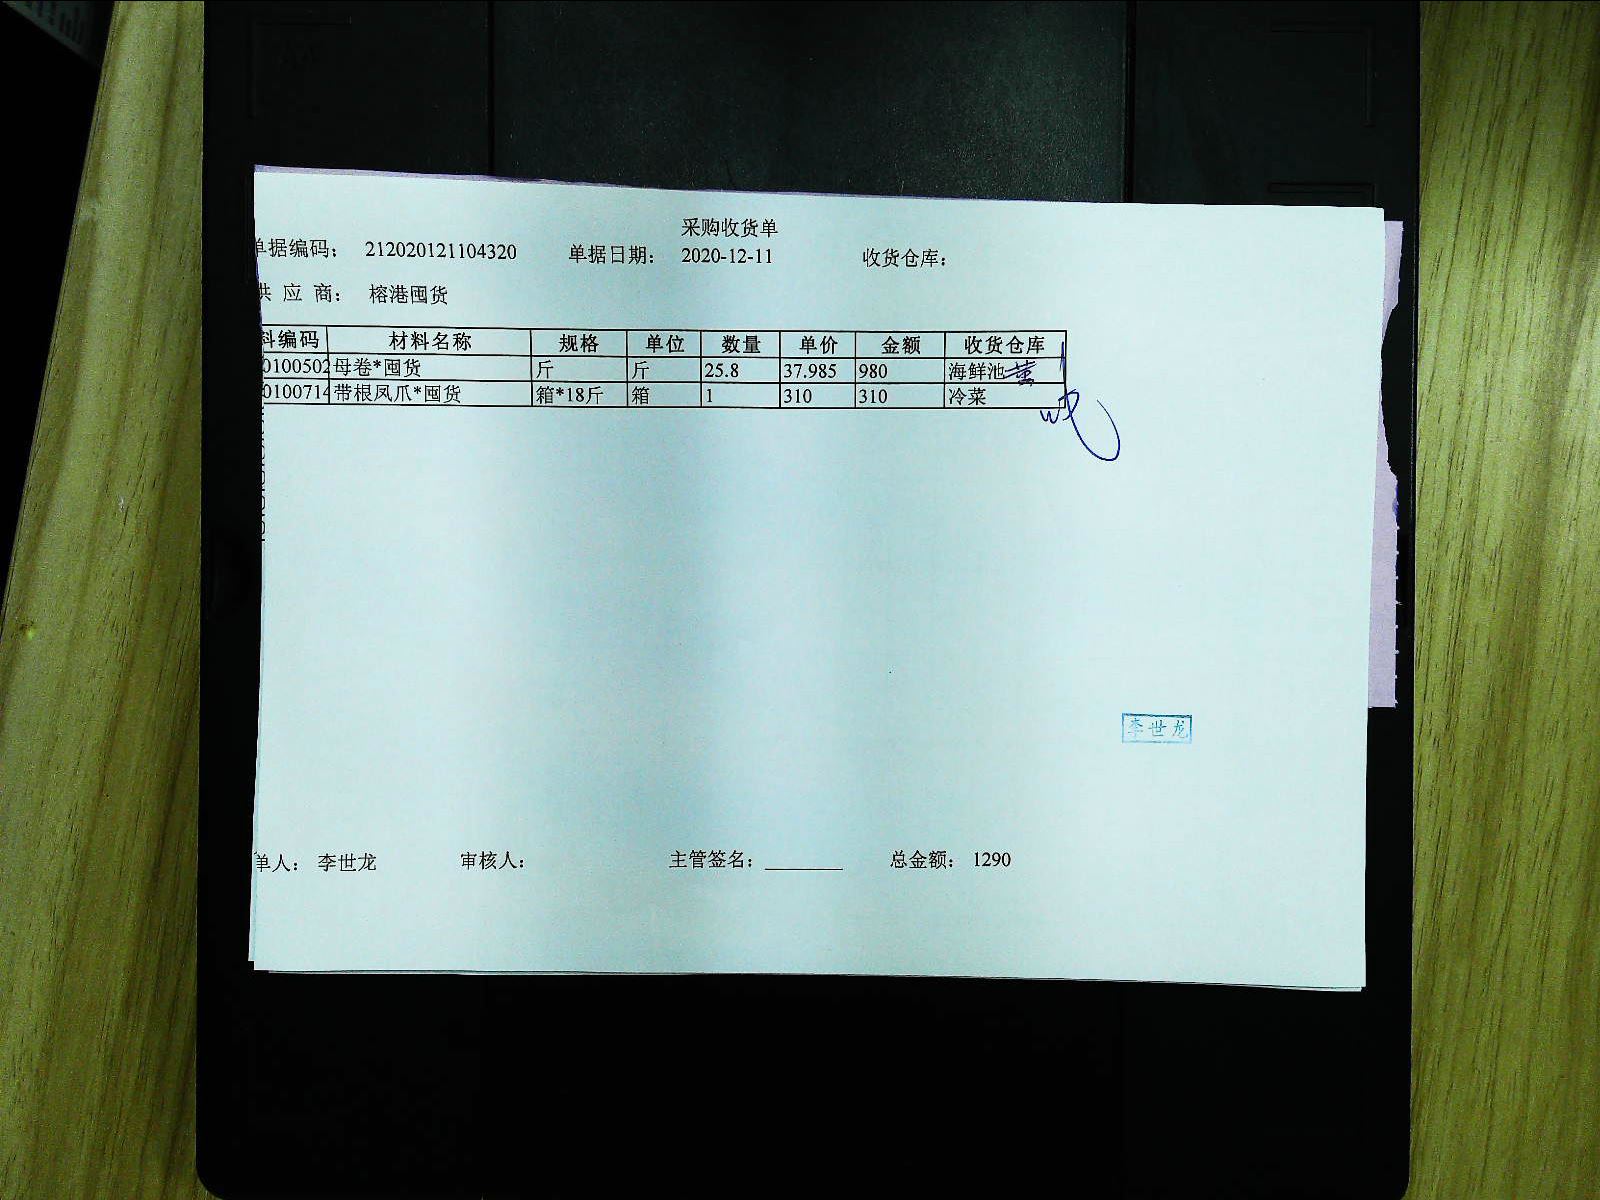 采购收货单
单据编码： 212020121104320 单据日期： 2020-12-11 收货仓库：
供 应 商： 榕港囤货
料编码 材料名称 规格 单位 数量 单价 金额 收货仓库
0100502 母卷*囤货 斤 斤 25.8 37.985 980 海鲜池
0100714 带根凤爪*囤货 箱*18斤 箱 1 310 310 冷菜
李世龙
单人： 李世龙 审核人： 主管签名： 总金额： 1290